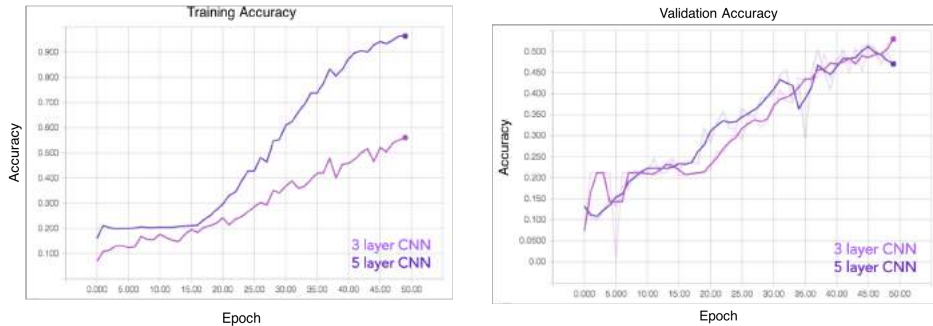 Training Accuracy
Accuracy
0.900
0.800
0.700
0.600
0.500
0.400
0.300
0.200
0.100
0.000 5.000 10.00 15.00 20.00 25.00 30.00 35.00 40.00 45.00 50.00
3 layer CNN
5 layer CNN
Epoch
Validation Accuracy
Accuracy
0.500
0.450
0.400
0.350
0.300
0.250
0.200
0.150
0.100
0.0500
0.00
0.000 5.000 10.00 15.00 20.00 25.00 30.00 35.00 40.00 45.00 50.00
3 layer CNN
5 layer CNN
Epoch